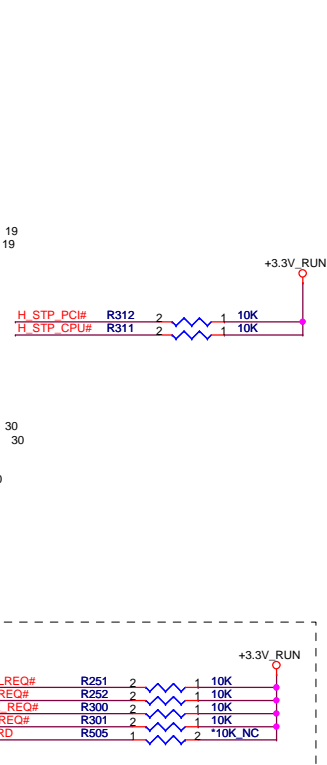 19
19
+3.3V_RUN
H_STP_PCI# R312 2 1 10K
H_STP_CPU# R311 2 1 10K
30
30
+3.3V_RUN
R251 2 1 10K
REQ# R252 2 1 10K
_REQ# R300 2 1 10K
REQ# R301 2 1 10K
RD R505 1 2 *10K_NC